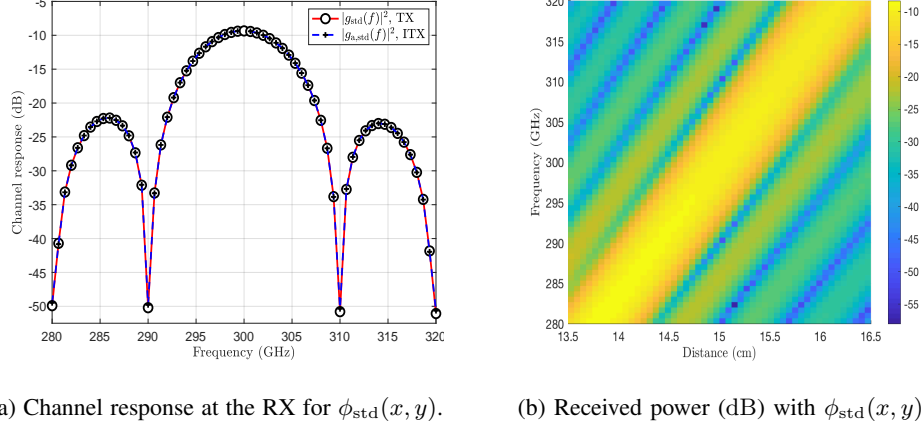 -5
-10
-15
-20
-25
-30
-35
-40
-45
-50
Channel response (dB)
|g_std(f)|², TX
|g_a,std(f)|², ITX
280 285 290 295 300 305 310 315
Frequency (GHz)
320
315
310
305
300
295
290
285
280
Frequency (GHz)
13.5 14 14.5 15 15.5 16 16.5
Distance (cm)
-10
-15
-20
-25
-30
-35
-40
-45
-50
-55
a) Channel response at the RX for ϕ_std(x, y).
(b) Received power (dB) with ϕ_std(x, y)